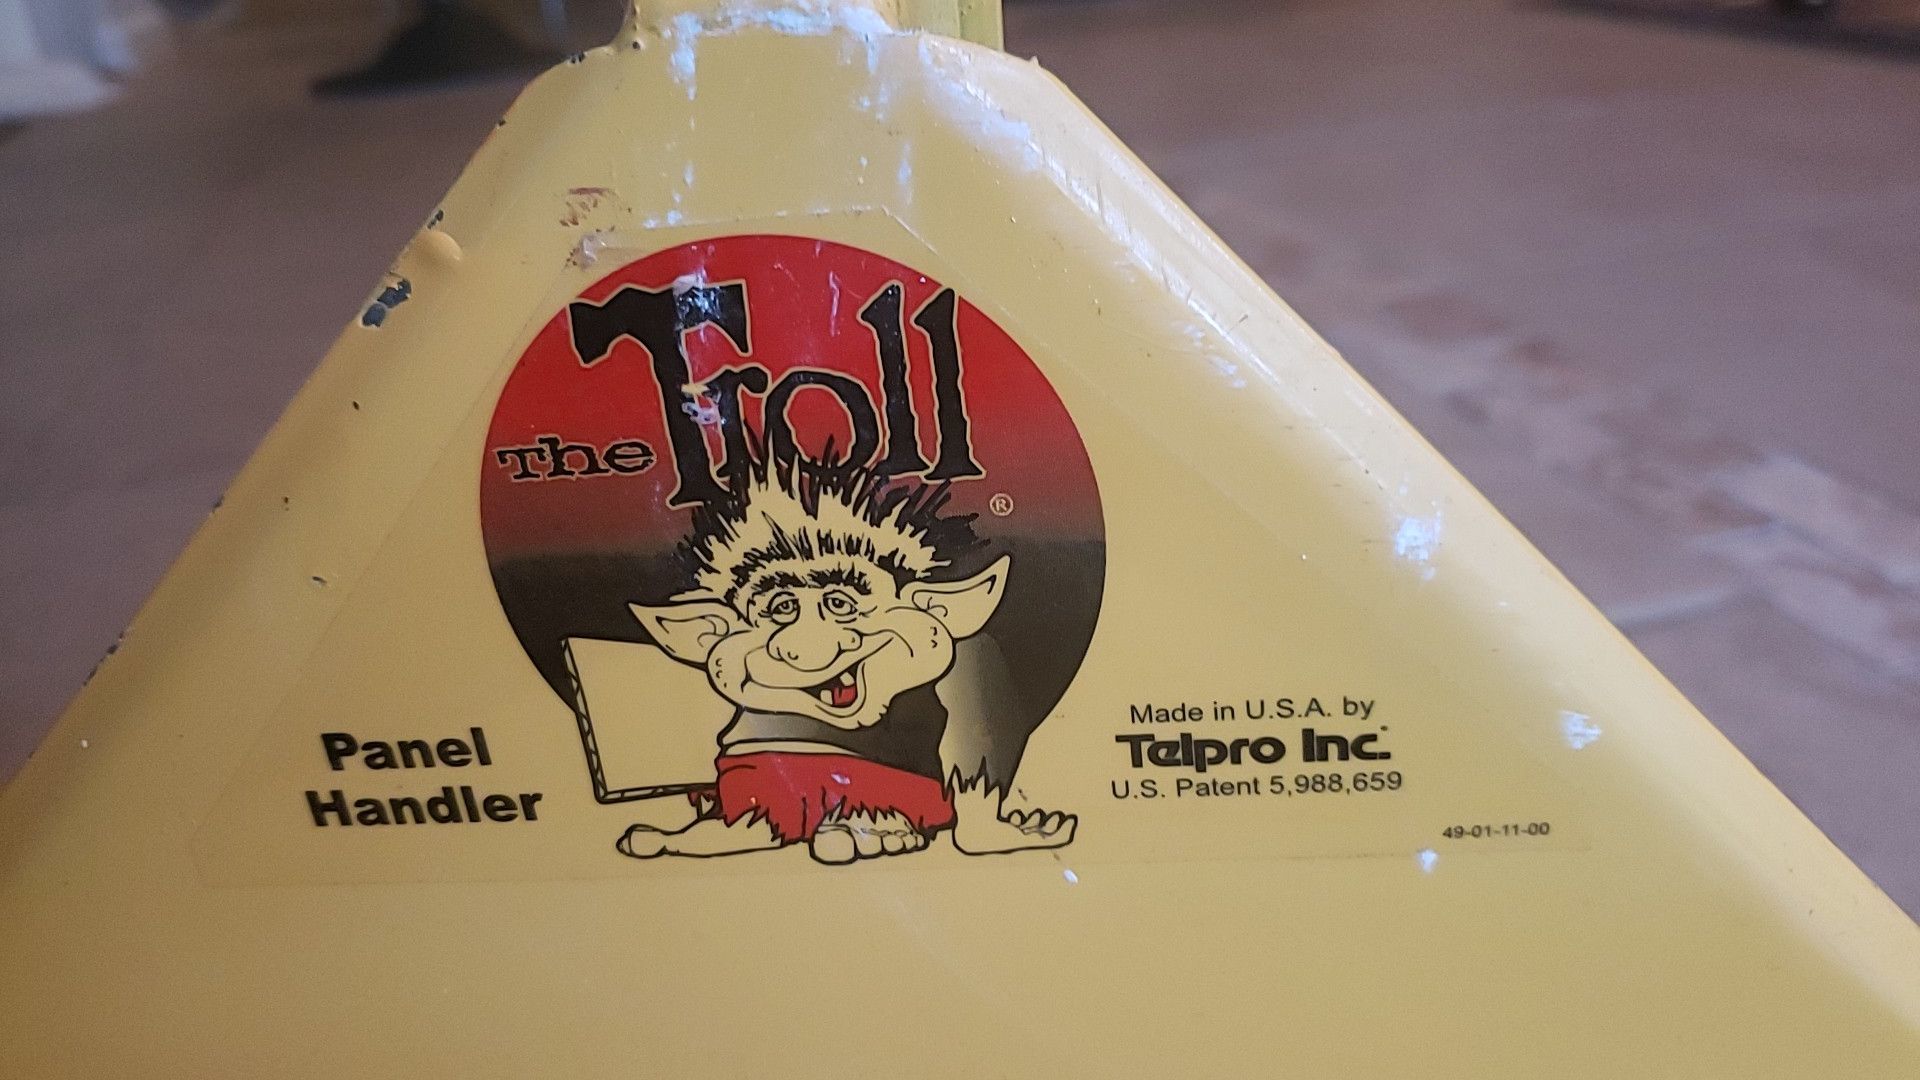 The Troll
®
Panel
Handler
Made in U.S.A. by
Telpro Inc.
U.S. Patent 5,988,659
49-01-11-00